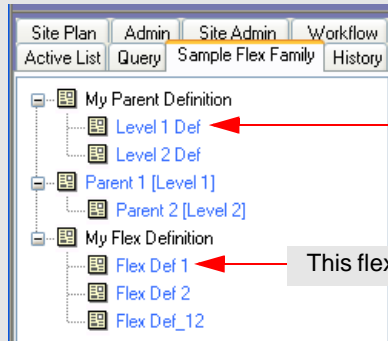 Site Plan Admin Site Admin Workflow
Active List Query Sample Flex Family History
My Parent Definition
Level 1 Def
Level 2 Def
Parent 1 [Level 1]
Parent 2 [Level 2]
My Flex Definition
Flex Def 1
This flex
Flex Def 2
Flex Def_12